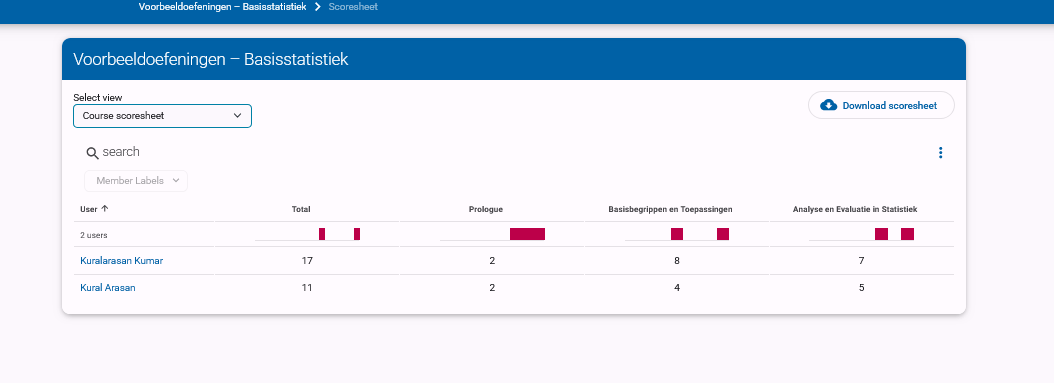 Voorbeeldoefeningen – Basisstatistiek > Scoresheet
Voorbeeldoefeningen – Basisstatistiek
Select view
Course scoresheet
Download scoresheet
search
Member Labels
User Total Prologue Basisbegrippen en Toepassingen Analyse en Evaluatie in Statistiek
2 users
Kuralarasan Kumar 17 2 8 7
Kural Arasan 11 2 4 5